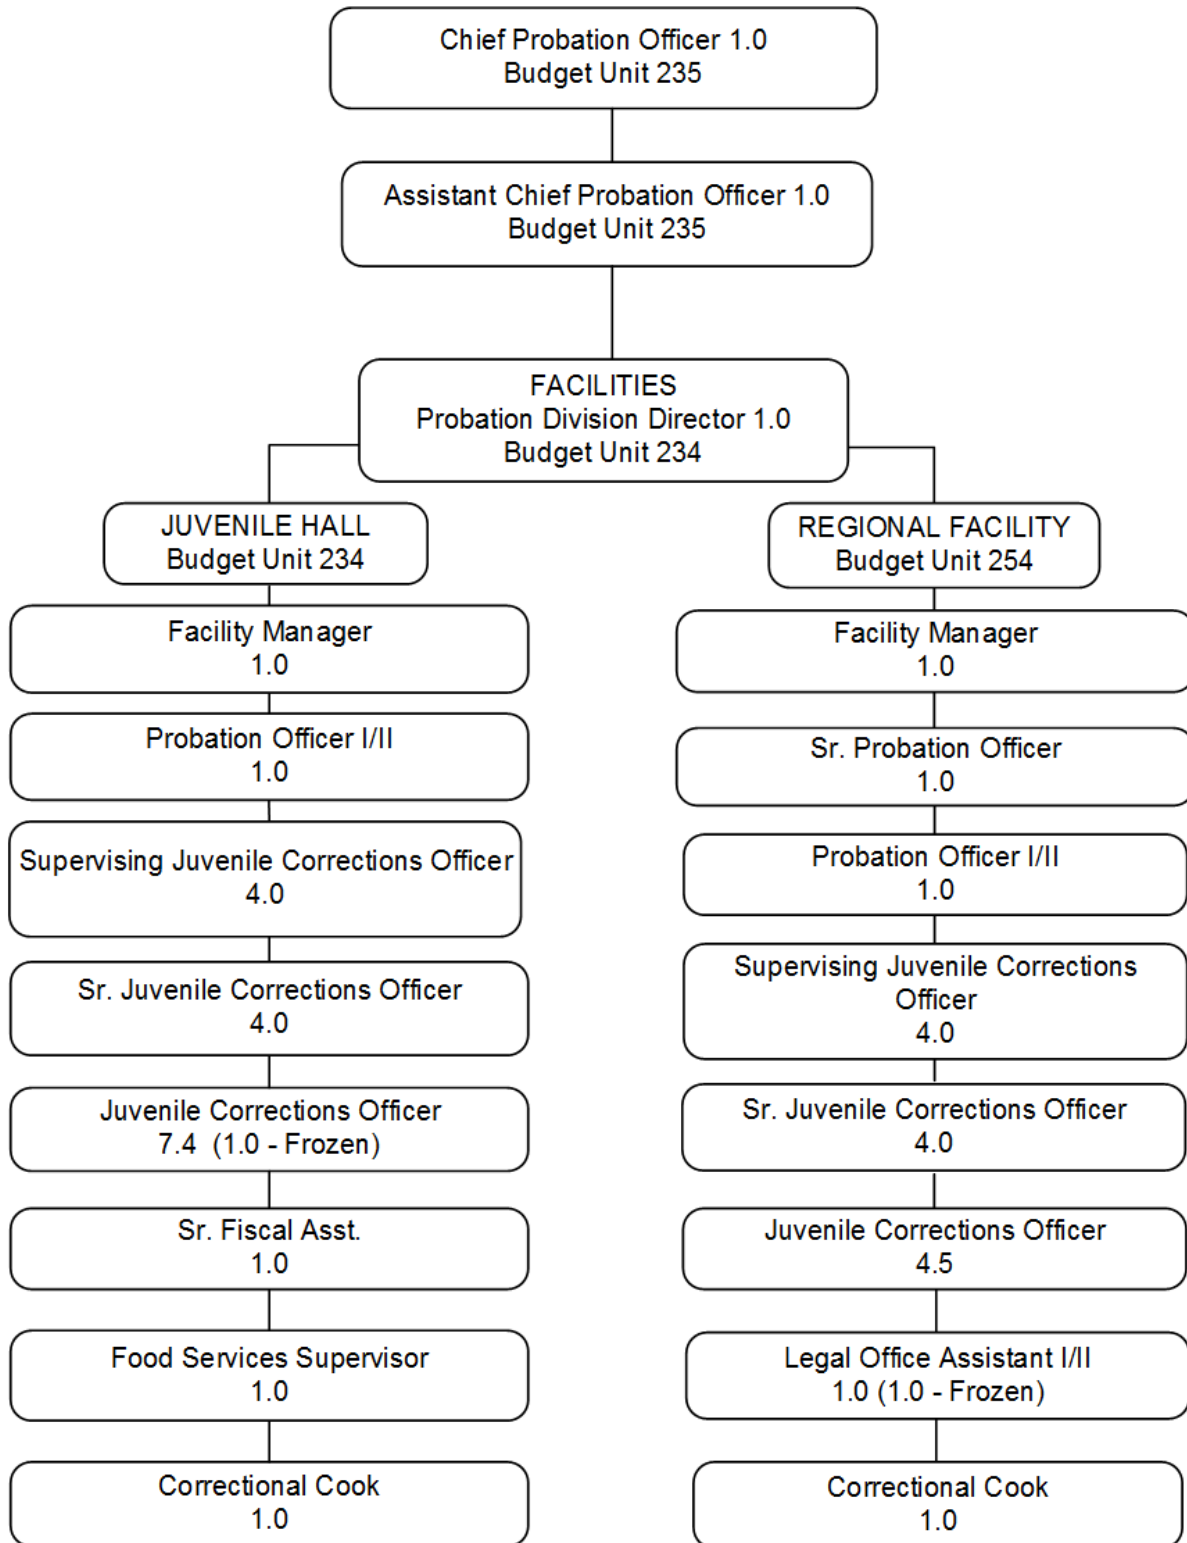 Chief Probation Officer 1.0
Budget Unit 235
Assistant Chief Probation Officer 1.0
Budget Unit 235
FACILITIES
Probation Division Director 1.0
Budget Unit 234
JUVENILE HALL
Budget Unit 234
Facility Manager
1.0
Probation Officer I/II
1.0
Supervising Juvenile Corrections Officer
4.0
Sr. Juvenile Corrections Officer
4.0
Juvenile Corrections Officer
7.4 (1.0 - Frozen)
Sr. Fiscal Asst.
1.0
Food Services Supervisor
1.0
Correctional Cook
1.0
REGIONAL FACILITY
Budget Unit 254
Facility Manager
1.0
Sr. Probation Officer
1.0
Probation Officer I/II
1.0
Supervising Juvenile Corrections
Officer
4.0
Sr. Juvenile Corrections Officer
4.0
Juvenile Corrections Officer
4.5
Legal Office Assistant I/II
1.0 (1.0 - Frozen)
Correctional Cook
1.0